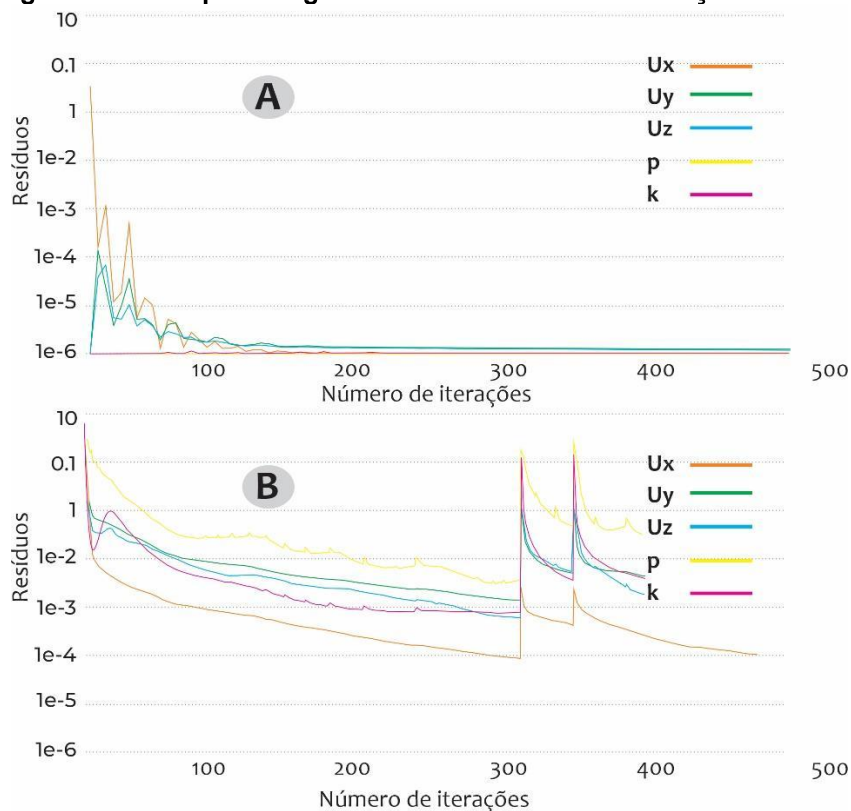 10
0.1
1
1e-2
1e-3
1e-4
1e-5
1e-6
Resíduos
A
Ux
Uy
Uz
p
k
100 200 300 400 500
Número de iterações
10
0.1
1
1e-2
1e-3
1e-4
1e-5
1e-6
Resíduos
B
Ux
Uy
Uz
p
k
100 200 300 400 500
Número de iterações